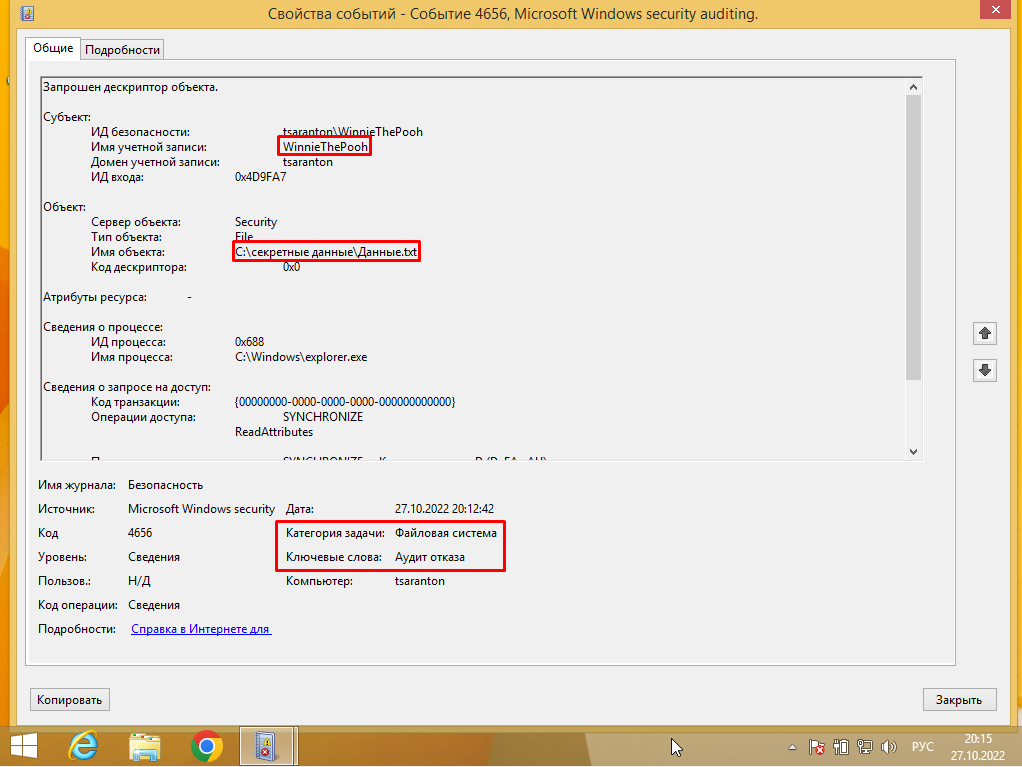 Свойства событий - Событие 4656, Microsoft Windows security auditing.
Общие Подробности
Запрошен дескриптор объекта.
Субъект:
ИД безопасности: tsaranton\WinnieThePooh
Имя учетной записи: WinnieThePooh
Домен учетной записи: tsaranton
ИД входа: 0x4D9FA7
Объект:
Сервер объекта: Security
Тип объекта: File
Имя объекта: C:\секретные данные\Данные.txt
Код дескриптора: 0x0
Атрибуты ресурса: -
Сведения о процессе:
ИД процесса: 0x688
Имя процесса: C:\Windows\explorer.exe
Сведения о запросе на доступ:
Код транзакции: {00000000-0000-0000-0000-000000000000}
Операции доступа: SYNCHRONIZE
ReadAttributes
SYNCHRONIZE
Имя журнала: Безопасность
Источник: Microsoft Windows security Дата: 27.10.2022 20:12:42
Код 4656 Категория задачи: Файловая система
Уровень: Сведения Ключевые слова: Аудит отказа
Пользов.: Н/Д Компьютер: tsaranton
Код операции: Сведения
Подробности: Справка в Интернете для
Копировать Закрыть
РУС 20:15
27.10.2022